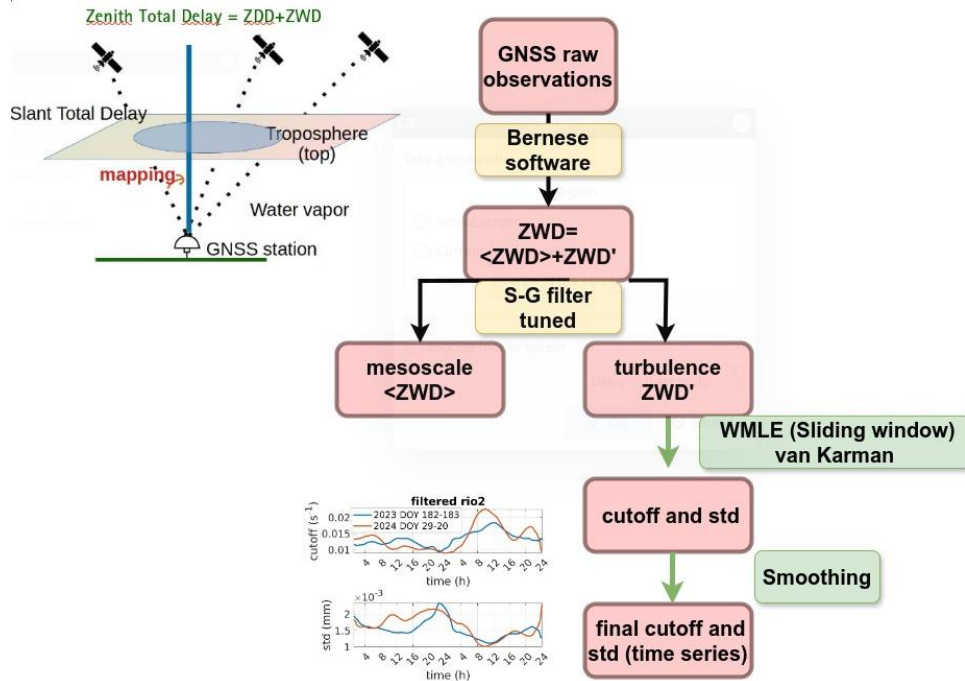 Zenith Total Delay = ZDD+ZWD
Slant Total Delay
Troposphere
(top)
mapping
Water vapor
GNSS station
GNSS raw
observations
Bernese
software
ZWD=
<ZWD>+ZWD'
S-G filter
tuned
mesoscale
<ZWD>
turbulence
ZWD'
WMLE (Sliding window)
van Karman
cutoff and std
Smoothing
final cutoff and
std (time series)
filtered rio2
2023 DOY 182-183
2024 DOY 29-20
cutoff (s⁻¹)
0.02
0.015
0.01
4 8 12 16 20 24 4 8 12 16 20 24
time (h)
×10⁻³
std (mm)
2
1.5
1
4 8 12 16 20 24 4 8 12 16 20 24
time (h)